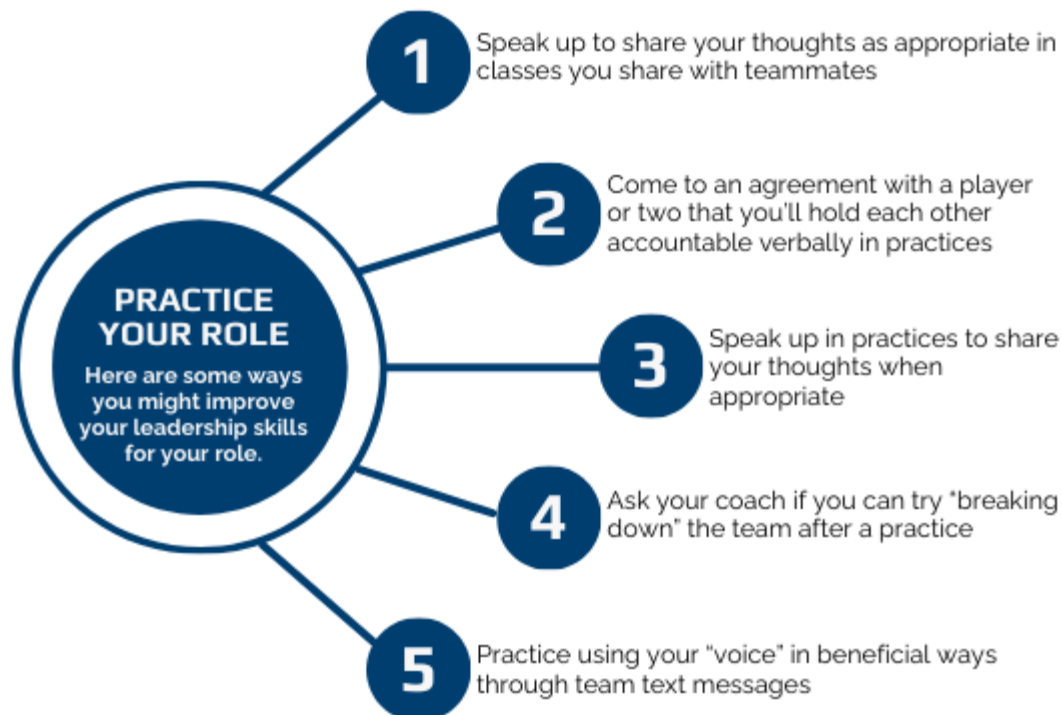 1
Speak up to share your thoughts as appropriate in
classes you share with teammates
2
Come to an agreement with a player
or two that you'll hold each other
accountable verbally in practices
PRACTICE
YOUR ROLE
Here are some ways
you might improve
your leadership skills
for your role.
3
Speak up in practices to share
your thoughts when
appropriate
4
Ask your coach if you can try "breaking
down" the team after a practice
5
Practice using your "voice" in beneficial ways
through team text messages